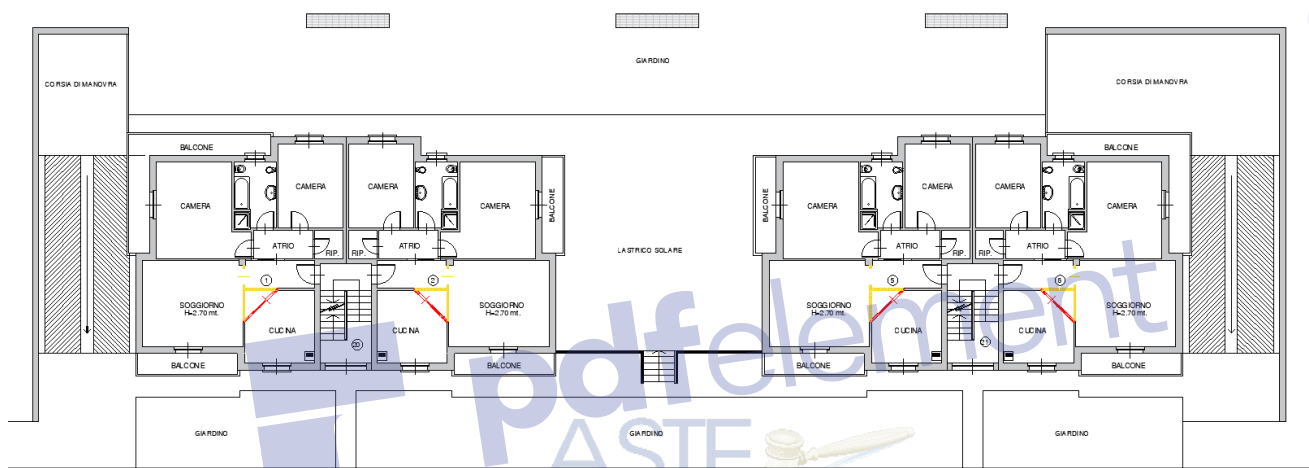 GIARDINO
CORSIA DI MANOVRA
CORSIA DI MANOVRA
BALCONE
BALCONE
CAMERA
CAMERA
CAMERA
CAMERA
BALCONE
BALCONE
CAMERA
CAMERA
CAMERA
CAMERA
ATRIO
RIP.
RIP.
ATRIO
LASTRICO SOLARE
ATRIO
RIP.
RIP.
ATRIO
1
2
5
6
SOGGIORNO
H=2.70 mt.
CUCINA
CUCINA
SOGGIORNO
H=2.70 mt.
SOGGIORNO
H=2.70 mt.
CUCINA
CUCINA
SOGGIORNO
H=2.70 mt.
20
21
BALCONE
BALCONE
BALCONE
BALCONE
GIARDINO
GIARDINO
GIARDINO
pdfelement
ASTE